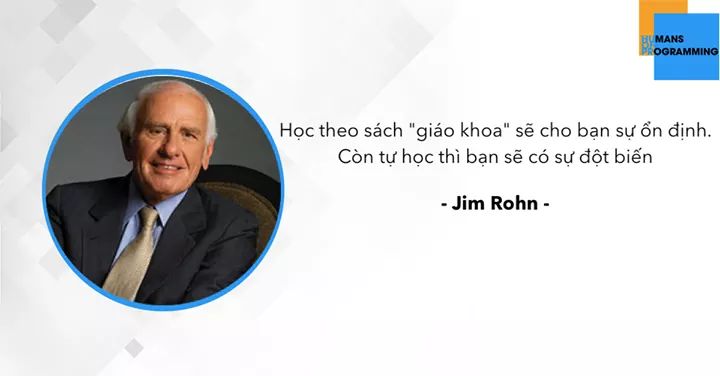 HUMANS
OF
PROGRAMMING
Học theo sách "giáo khoa" sẽ cho bạn sự ổn định.
Còn tự học thì bạn sẽ có sự đột biến
- Jim Rohn -